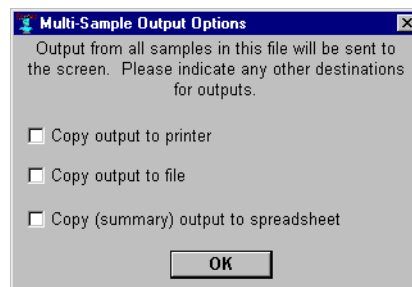 Multi-Sample Output Options
Output from all samples in this file will be sent to
the screen. Please indicate any other destinations
for outputs.
Copy output to printer
Copy output to file
Copy (summary) output to spreadsheet
OK